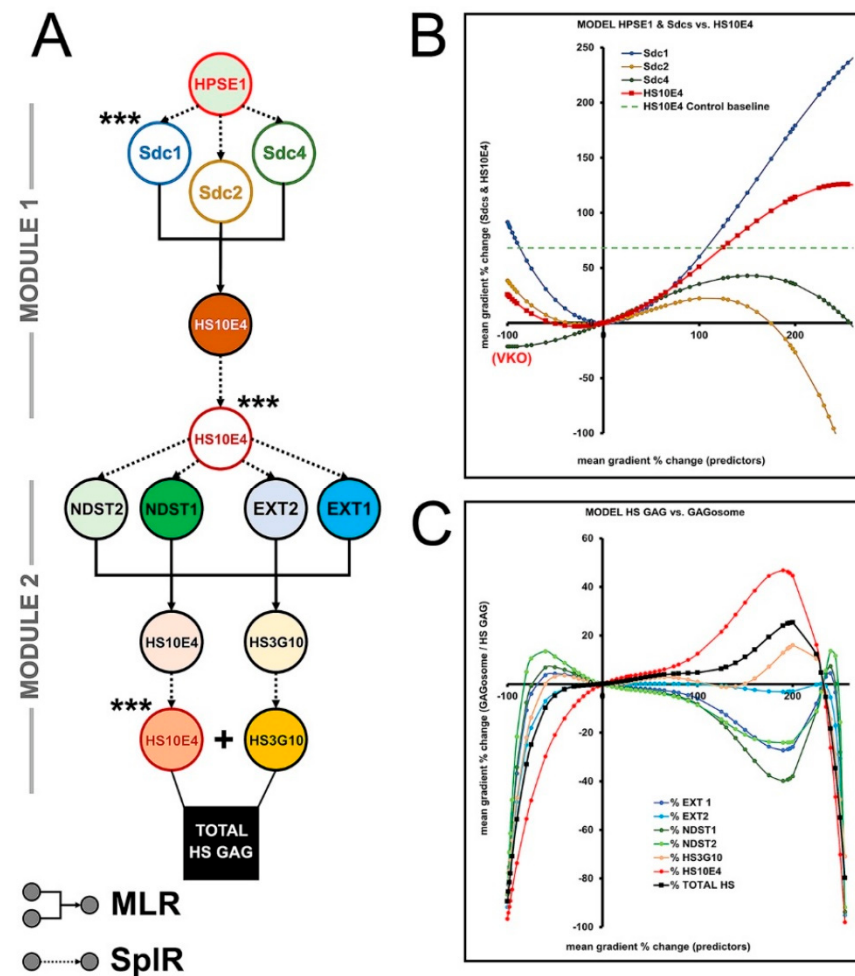 A
HPSE1
***
Sdc1
Sdc4
Sdc2
MODULE 1
HS10E4
***
HS10E4
NDST2
NDST1
EXT2
EXT1
MODULE 2
HS10E4
HS3G10
***
HS10E4
+
HS3G10
TOTAL
HS GAG
MLR
SplR
B
MODEL HPSE1 & Sdcs vs. HS10E4
250
200
150
100
50
0
-50
-100
Sdc1
Sdc2
Sdc4
HS10E4
HS10E4 Control baseline
mean gradient % change (Sdcs & HS10E4)
-100
0
100
200
(VKO)
mean gradient % change (predictors)
C
MODEL HS GAG vs. GAGosome
60
40
20
0
-20
-40
-60
-80
-100
-100
0
100
200
mean gradient % change (GAGosome / HS GAG)
% EXT 1
% EXT2
% NDST1
% NDST2
% HS3G10
% HS10E4
% TOTAL HS
mean gradient % change (predictors)